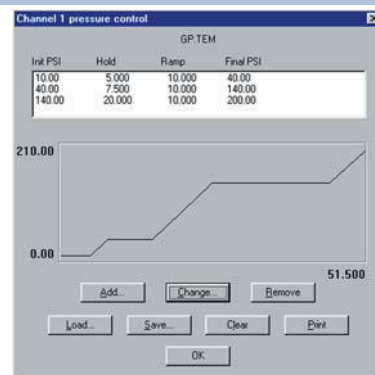 Channel 1 pressure control
GP.TEM
Init PSI Hold Ramp Final PSI
10.00 5.000 10.000 40.00
40.00 7.500 10.000 140.00
140.00 20.000 10.000 200.00
210.00
0.00
51.500
Add... Change... Remove
Load... Save... Clear Print
OK